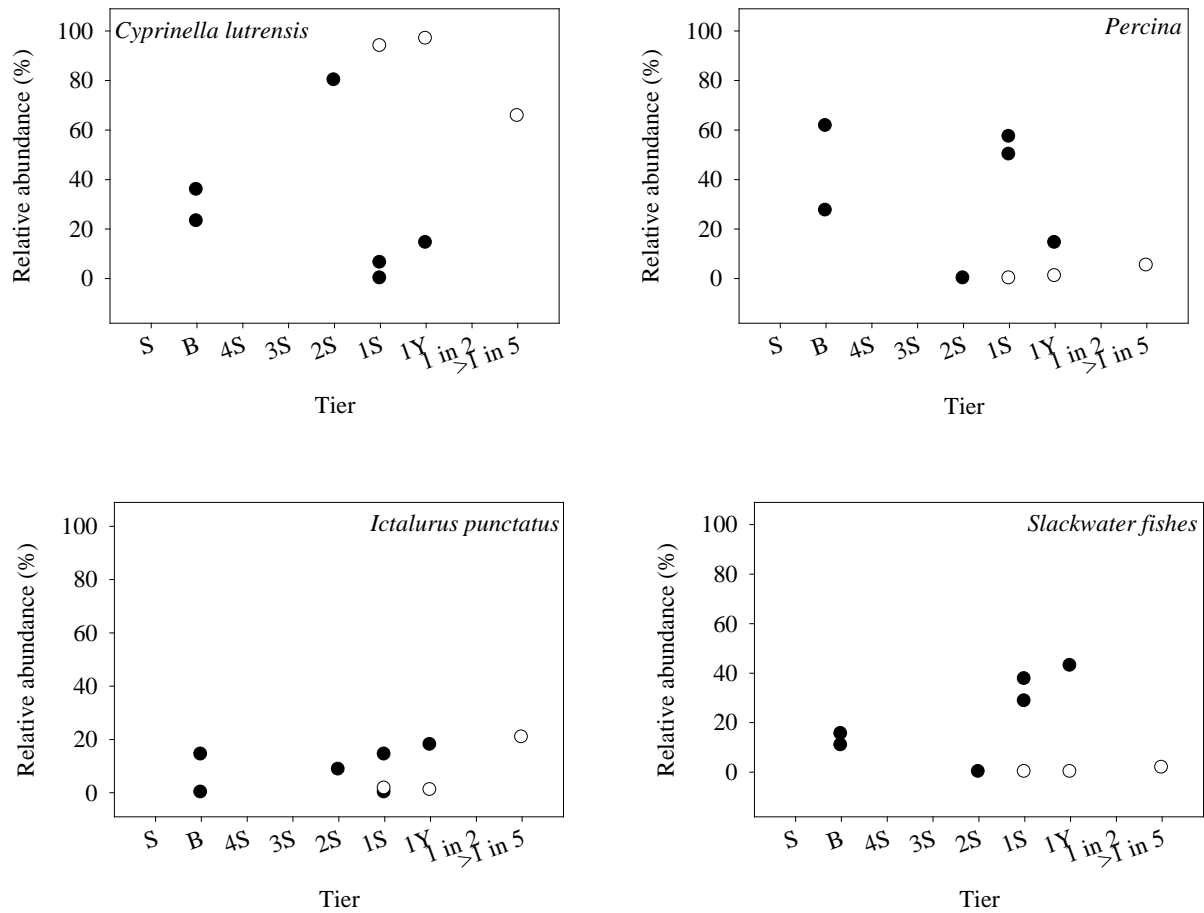 Cyprinella lutrensis
Relative abundance (%)
100
80
60
40
20
0
S B 4S 3S 2S 1S 1Y 1 in 2 >1 in 5
Tier
Percina
Relative abundance (%)
100
80
60
40
20
0
S B 4S 3S 2S 1S 1Y 1 in 2 >1 in 5
Tier
Ictalurus punctatus
Relative abundance (%)
100
80
60
40
20
0
S B 4S 3S 2S 1S 1Y 1 in 2 >1 in 5
Tier
Slackwater fishes
Relative abundance (%)
100
80
60
40
20
0
S B 4S 3S 2S 1S 1Y 1 in 2 >1 in 5
Tier